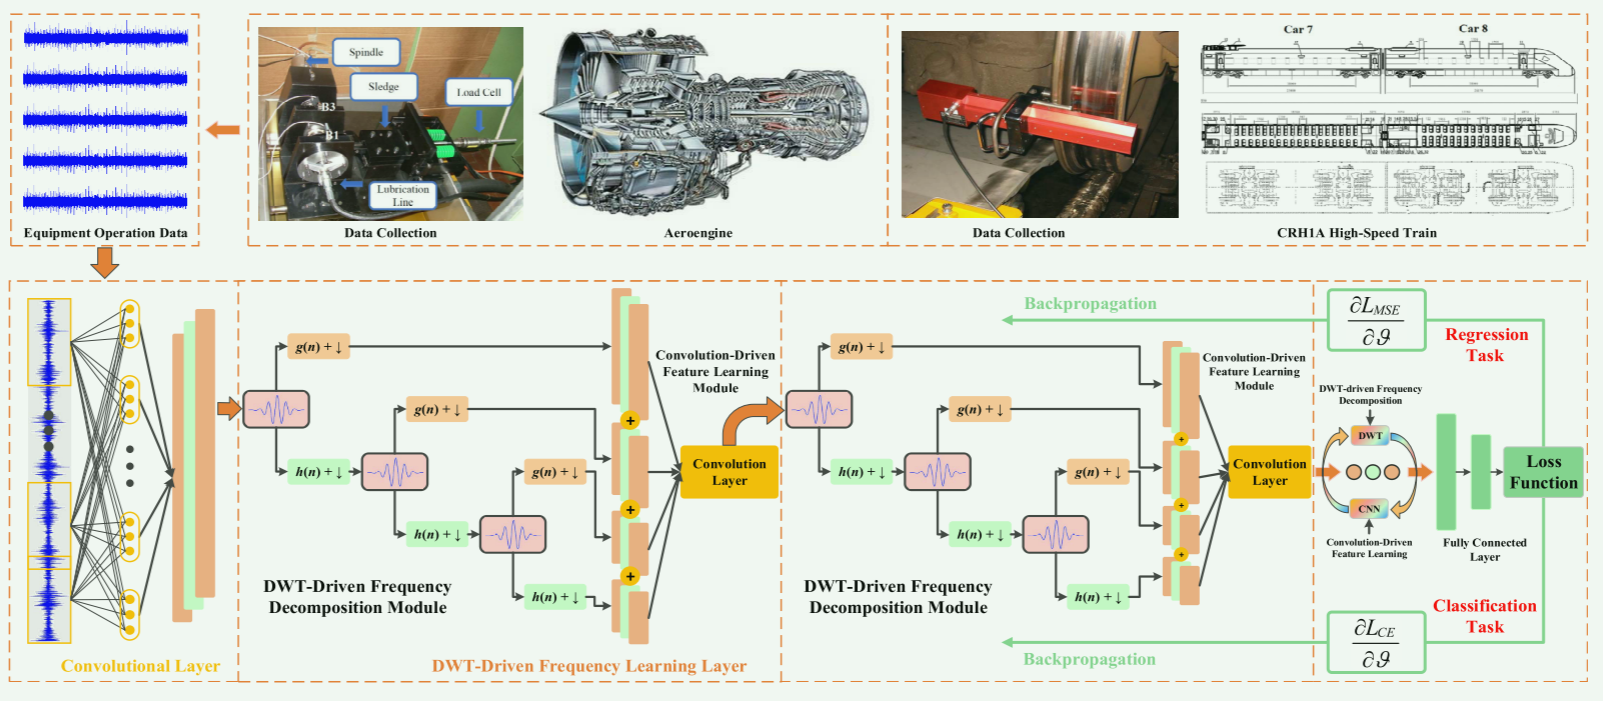 Spindle
Sledge
Load Cell
B3
B1
Lubrication
Line
Car 7
Car 8
Equipment Operation Data
Data Collection
Aeroengine
Data Collection
CRH1A High-Speed Train
g(n) + ↓
g(n) + ↓
g(n) + ↓
h(n) + ↓
h(n) + ↓
h(n) + ↓
+
+
+
Convolution-Driven
Feature Learning
Module
Convolution
Layer
DWT-Driven Frequency
Decomposition Module
Convolutional Layer
DWT-Driven Frequency Learning Layer
g(n) + ↓
g(n) + ↓
g(n) + ↓
h(n) + ↓
h(n) + ↓
h(n) + ↓
+
+
+
Convolution-Driven
Feature Learning
Module
Convolution
Layer
DWT-Driven Frequency
Decomposition Module
Backpropagation
∂L_MSE
∂ϑ
Regression
Task
DWT-driven Frequency
Decomposition
DWT
CNN
Convolution-Driven
Feature Learning
Fully Connected
Layer
Loss
Function
Classification
Task
∂L_CE
∂ϑ
Backpropagation